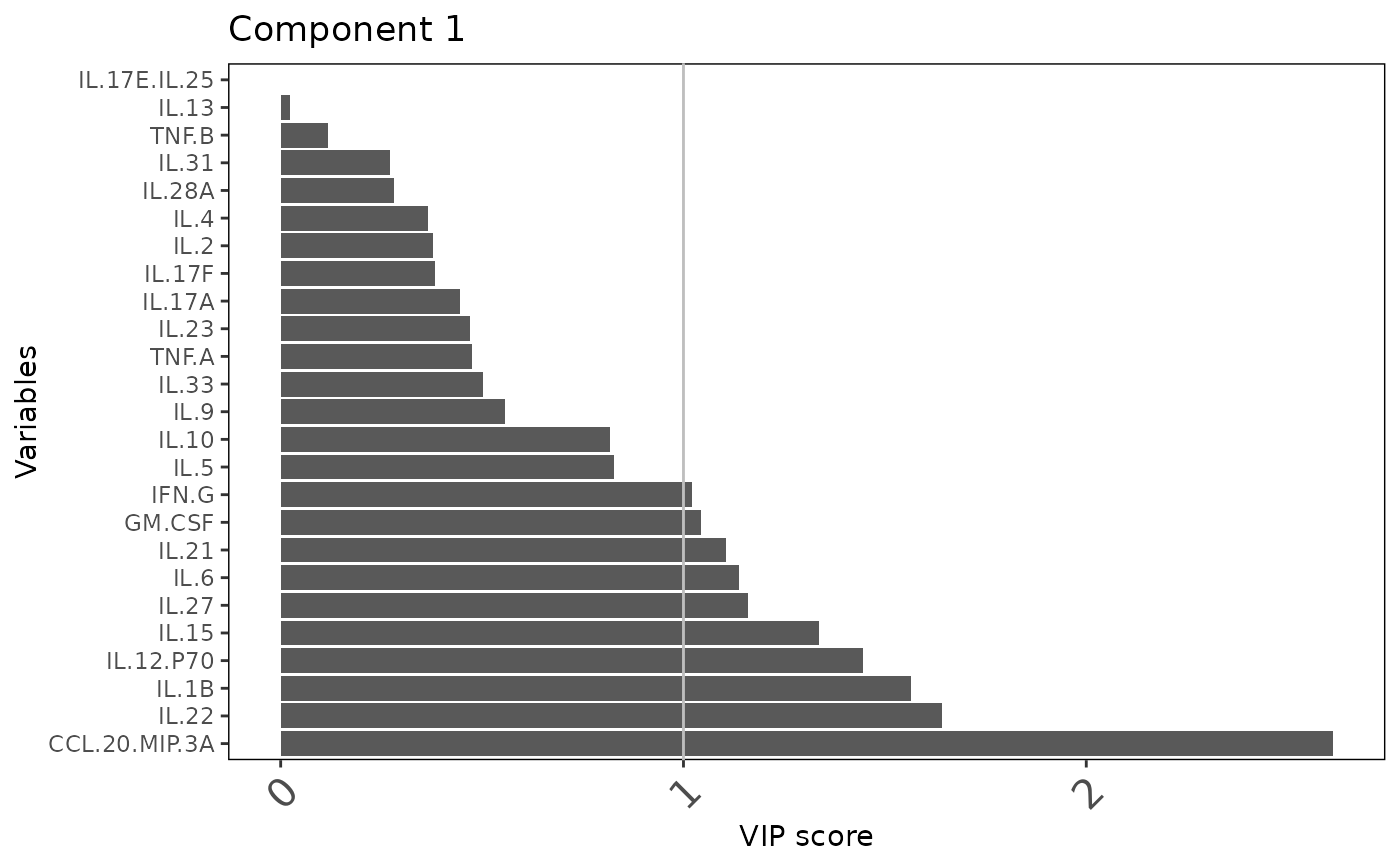 Component 1
IL.17E.IL.25
IL.13
TNF.B
IL.31
IL.28A
IL.4
IL.2
IL.17F
IL.17A
IL.23
TNF.A
IL.33
IL.9
IL.10
IL.5
IFN.G
GM.CSF
IL.21
IL.6
IL.27
IL.15
IL.12.P70
IL.1B
IL.22
CCL.20.MIP.3A
Variables
0
1
2
VIP score